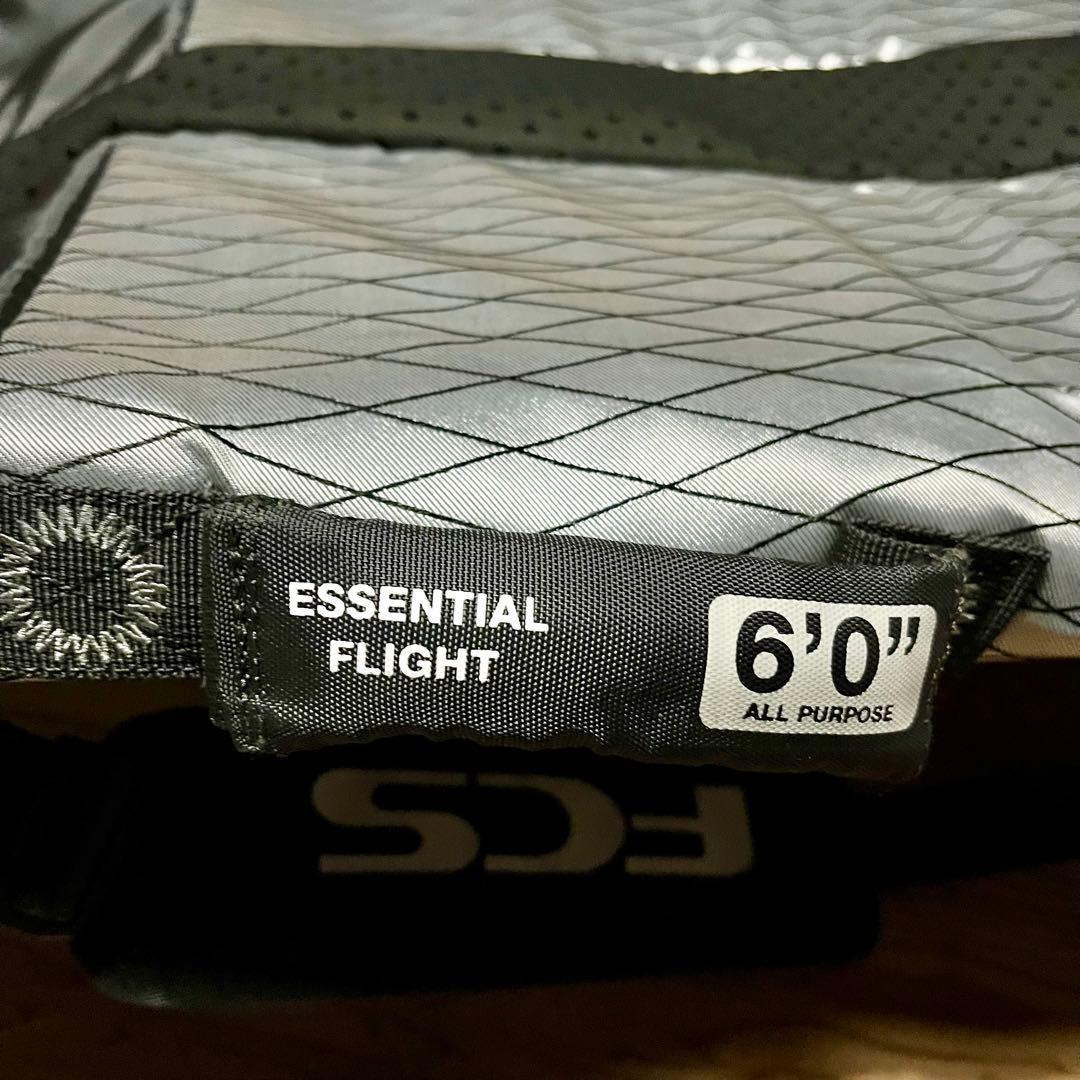 ESSENTIAL
FLIGHT
6’0”
ALL PURPOSE
FCS